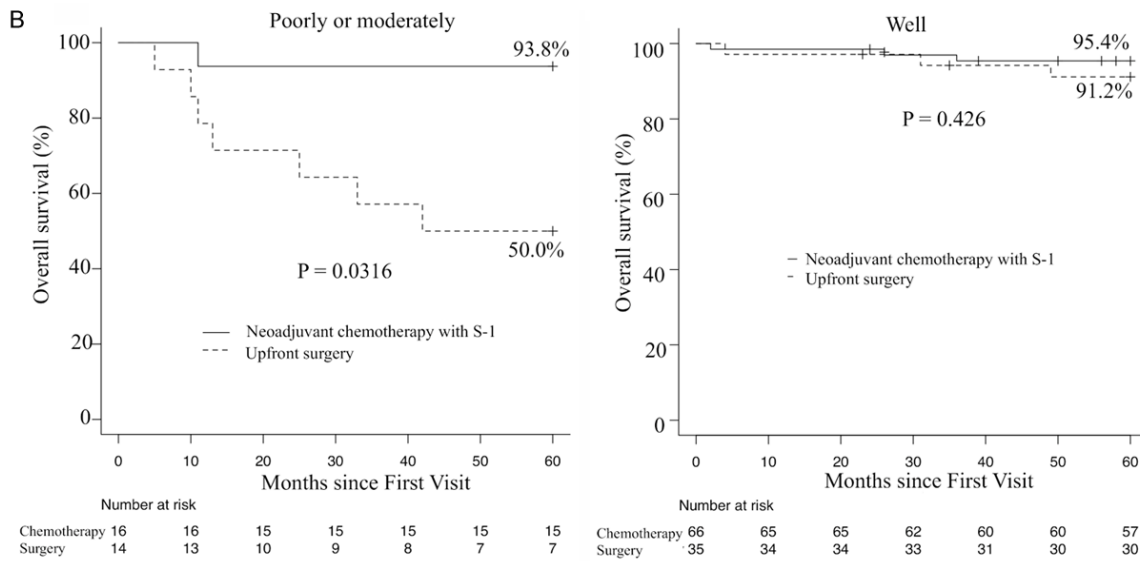 B
Poorly or moderately
100
80
60
40
20
0
Overall survival (%)
93.8%
50.0%
P = 0.0316
Neoadjuvant chemotherapy with S-1
Upfront surgery
0 10 20 30 40 50 60
Months since First Visit
Number at risk
Chemotherapy 16 16 15 15 15 15 15
Surgery 14 13 10 9 8 7 7
Well
100
80
60
40
20
0
Overall survival (%)
95.4%
91.2%
P = 0.426
Neoadjuvant chemotherapy with S-1
Upfront surgery
0 10 20 30 40 50 60
Months since First Visit
Number at risk
Chemotherapy 66 65 65 62 60 60 57
Surgery 35 34 34 33 31 30 30